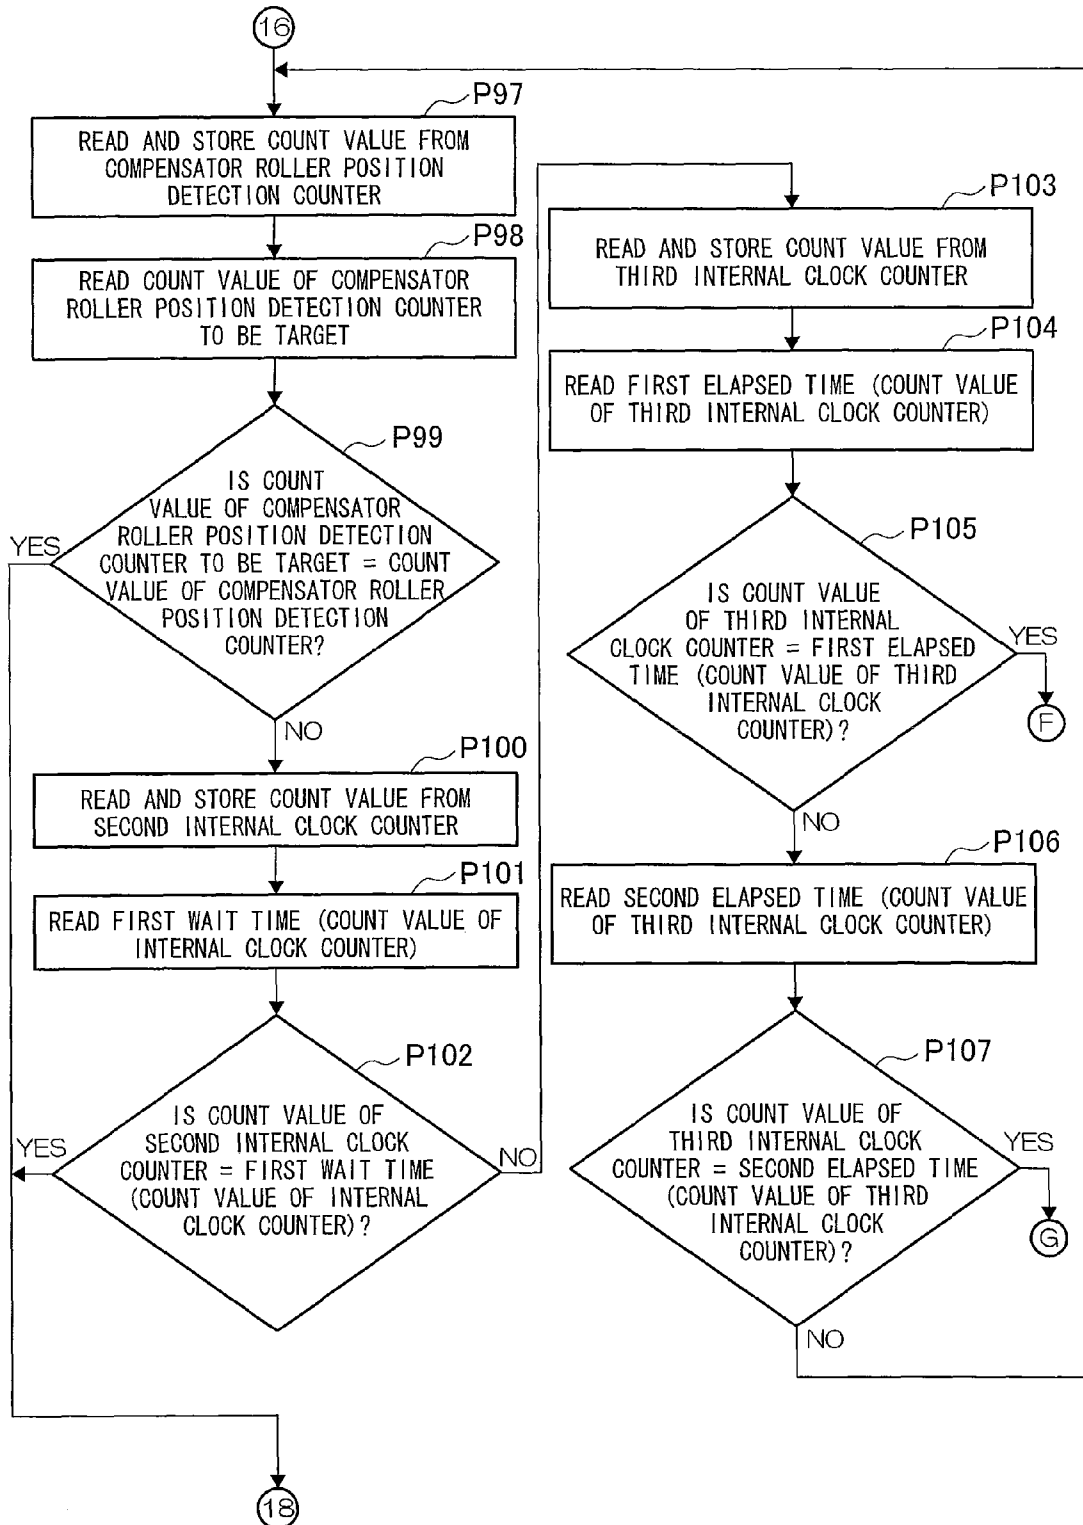 16
P97
READ AND STORE COUNT VALUE FROM
COMPENSATOR ROLLER POSITION
DETECTION COUNTER
P98
READ COUNT VALUE OF COMPENSATOR
ROLLER POSITION DETECTION COUNTER
TO BE TARGET
P99
IS COUNT
VALUE OF COMPENSATOR
ROLLER POSITION DETECTION
COUNTER TO BE TARGET = COUNT
VALUE OF COMPENSATOR ROLLER
POSITION DETECTION
COUNTER?
YES
NO
P100
READ AND STORE COUNT VALUE FROM
SECOND INTERNAL CLOCK COUNTER
P101
READ FIRST WAIT TIME (COUNT VALUE OF
INTERNAL CLOCK COUNTER)
P102
IS COUNT VALUE OF
SECOND INTERNAL CLOCK
COUNTER = FIRST WAIT TIME
(COUNT VALUE OF INTERNAL
CLOCK COUNTER)?
YES
NO
18
P103
READ AND STORE COUNT VALUE FROM
THIRD INTERNAL CLOCK COUNTER
P104
READ FIRST ELAPSED TIME (COUNT VALUE
OF THIRD INTERNAL CLOCK COUNTER)
P105
IS COUNT VALUE
OF THIRD INTERNAL
CLOCK COUNTER = FIRST ELAPSED
TIME (COUNT VALUE OF THIRD
INTERNAL CLOCK
COUNTER)?
YES
F
NO
P106
READ SECOND ELAPSED TIME (COUNT VALUE
OF THIRD INTERNAL CLOCK COUNTER)
P107
IS COUNT VALUE OF
THIRD INTERNAL CLOCK
COUNTER = SECOND ELAPSED TIME
(COUNT VALUE OF THIRD
INTERNAL CLOCK
COUNTER)?
YES
G
NO